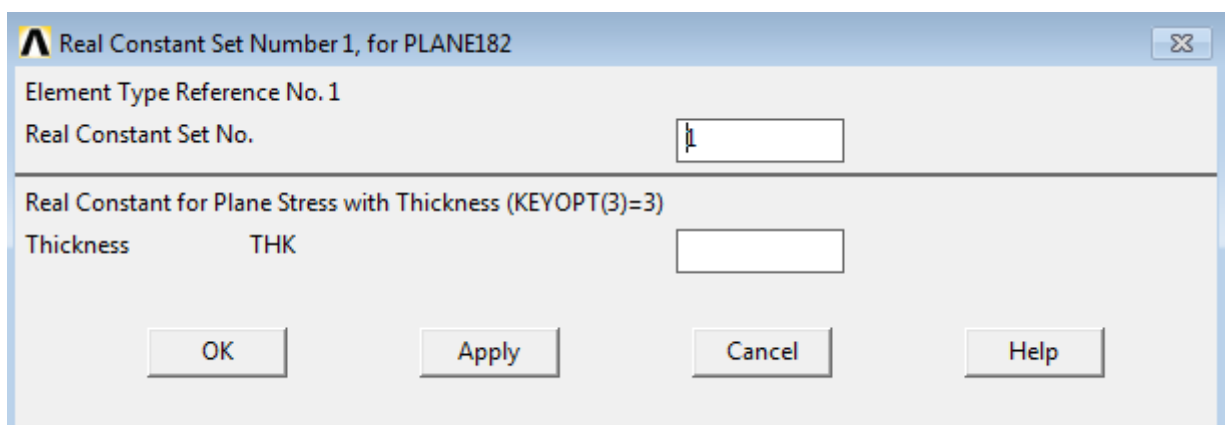 Real Constant Set Number 1, for PLANE182
Element Type Reference No. 1
Real Constant Set No. 1
Real Constant for Plane Stress with Thickness (KEYOPT(3)=3)
Thickness THK
OK Apply Cancel Help